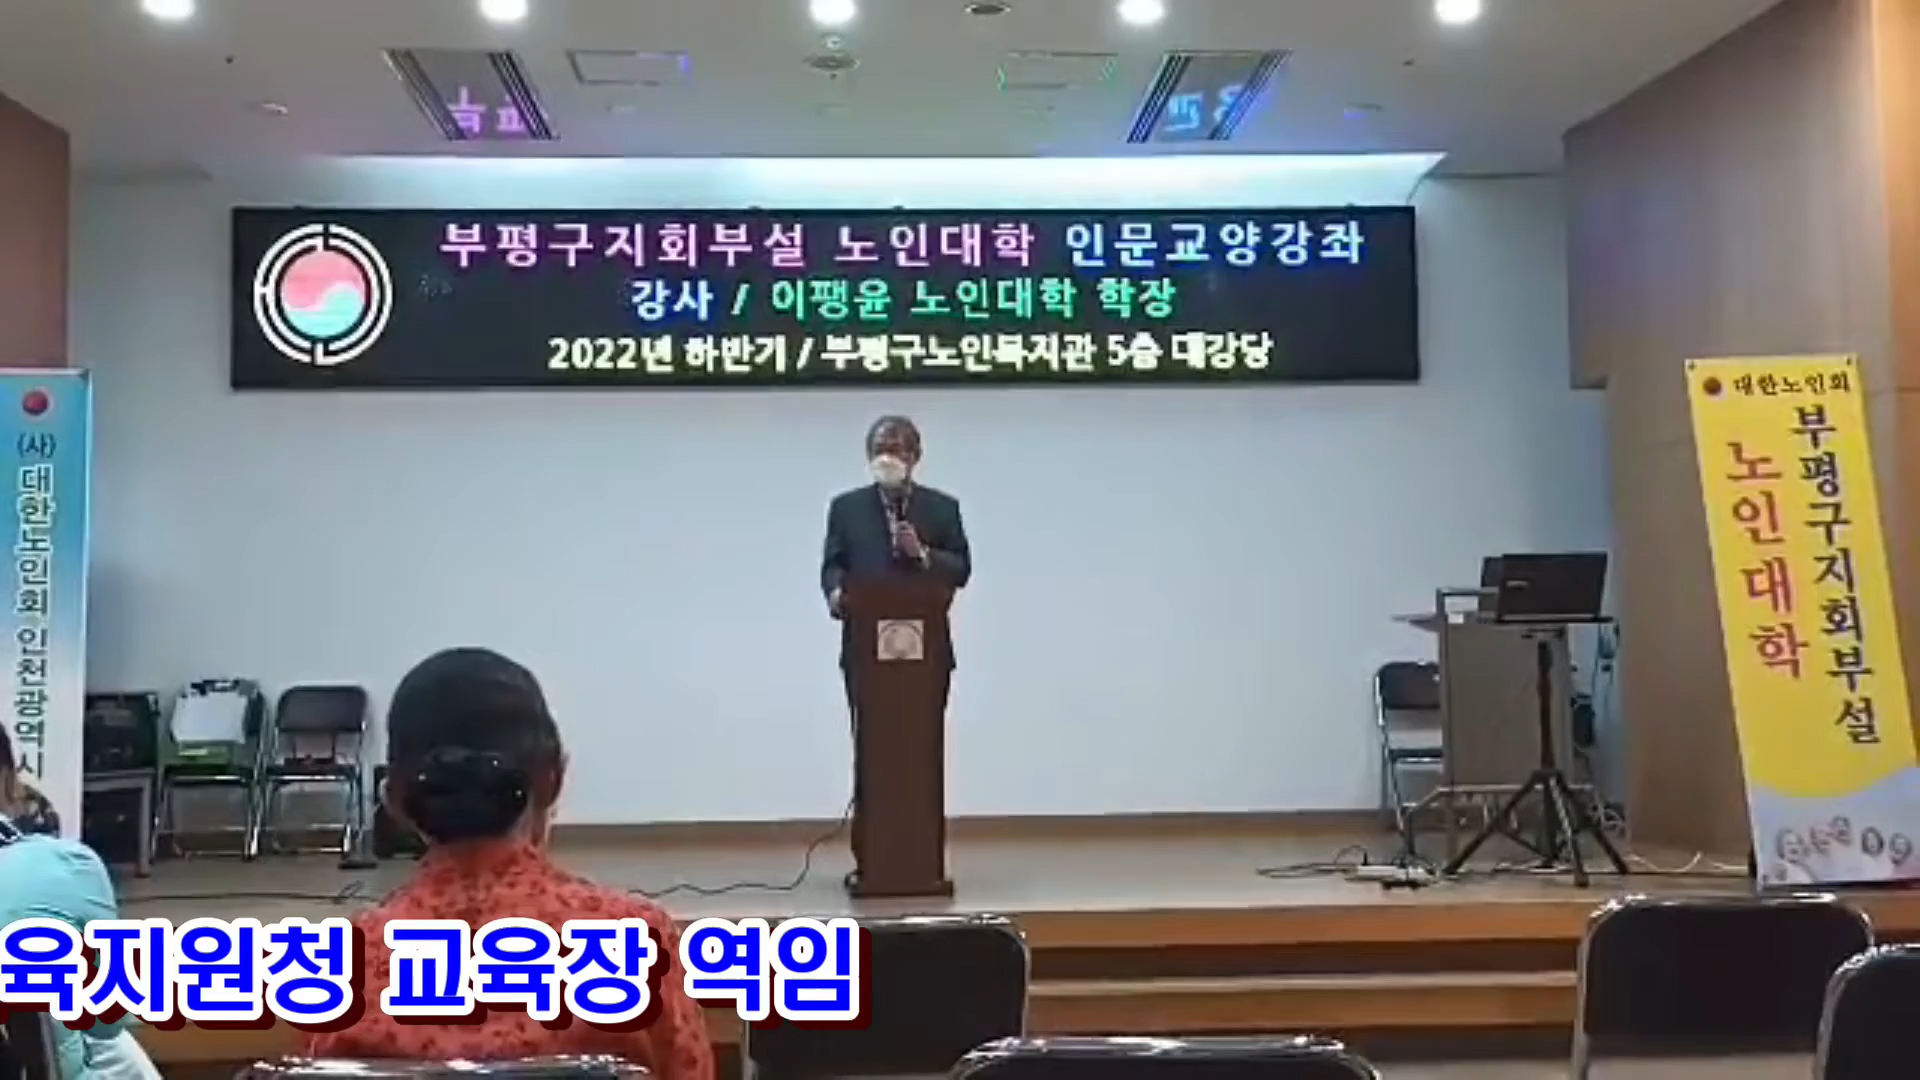 부평구지회부설 노인대학 인문교양강좌
강사 / 이팽윤 노인대학 학장
2022년 하반기 / 부평구노인복지관 5층 대강당
(사)대한노인회 인천광역시
대한노인회
부평구지회부설
노인대학
육지원청 교육장 역임